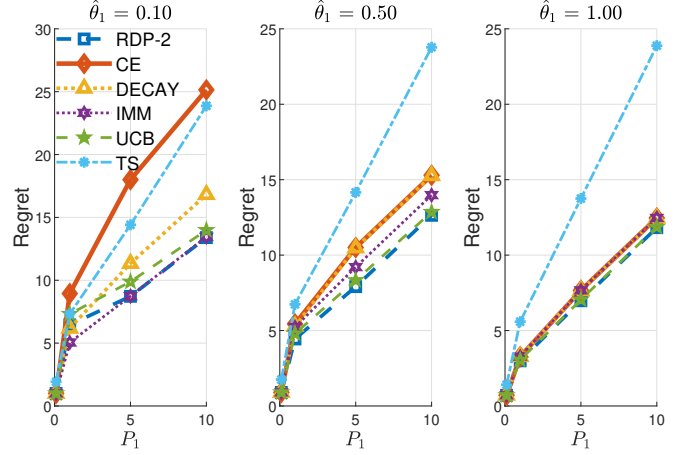 θ̂₁ = 0.10
30
25
20
15
10
5
0
Regret
RDP-2
CE
DECAY
IMM
UCB
TS
0
5
10
P₁
θ̂₁ = 0.50
25
20
15
10
5
0
Regret
0
5
10
P₁
θ̂₁ = 1.00
25
20
15
10
5
0
Regret
0
5
10
P₁